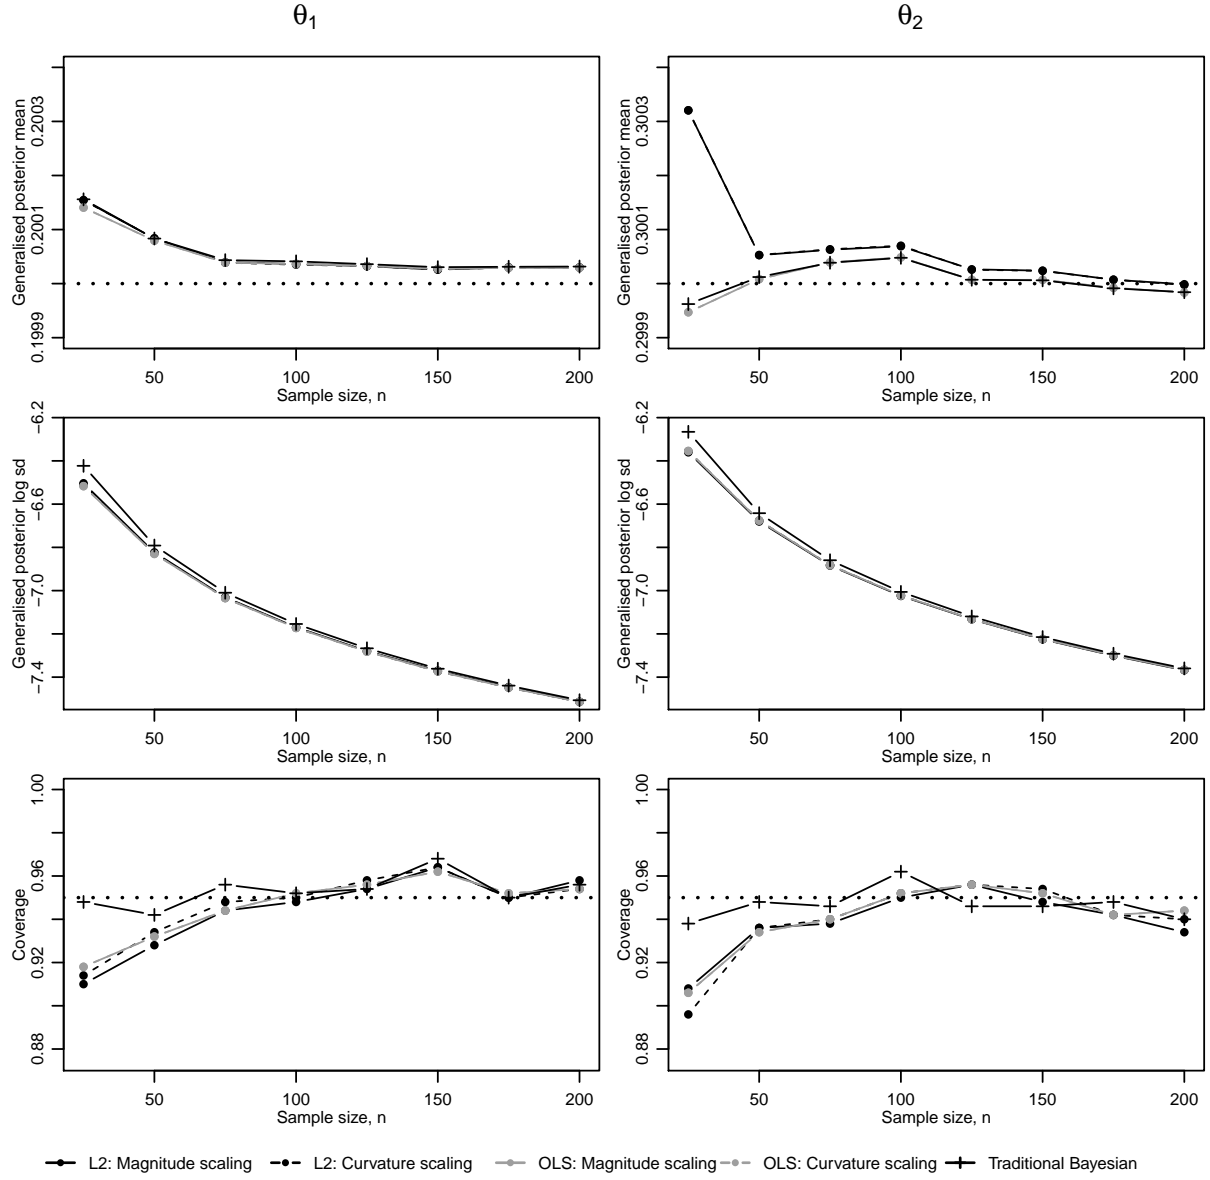 θ1 θ2
Generalised posterior mean
0.1999 0.2001 0.2003
50 100 150 200
Sample size, n
Generalised posterior mean
0.2999 0.3001 0.3003
50 100 150 200
Sample size, n
Generalised posterior log sd
−7.4 −7.0 −6.6 −6.2
50 100 150 200
Sample size, n
Generalised posterior log sd
−7.4 −7.0 −6.6 −6.2
50 100 150 200
Sample size, n
Coverage
0.88 0.92 0.96 1.00
50 100 150 200
Sample size, n
Coverage
0.88 0.92 0.96 1.00
50 100 150 200
Sample size, n
L2: Magnitude scaling L2: Curvature scaling OLS: Magnitude scaling OLS: Curvature scaling Traditional Bayesian